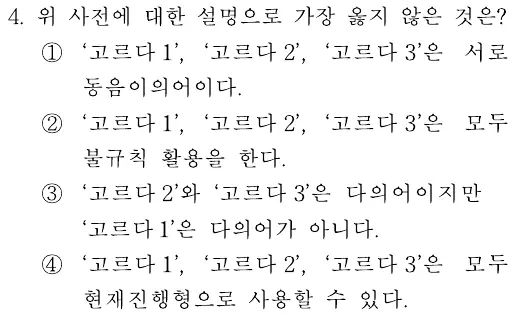 4. 위 사전에 대한 설명으로 가장 옳지 않은 것은?
① ‘고르다 1’, ‘고르다 2’, ‘고르다 3’은 서로
동음이의어이다.
② ‘고르다 1’, ‘고르다 2’, ‘고르다 3’은 모두
불규칙 활용을 한다.
③ ‘고르다 2’와 ‘고르다 3’은 다의어이지만
‘고르다 1’은 다의어가 아니다.
④ ‘고르다 1’, ‘고르다 2’, ‘고르다 3’은 모두
현재진행형으로 사용할 수 있다.